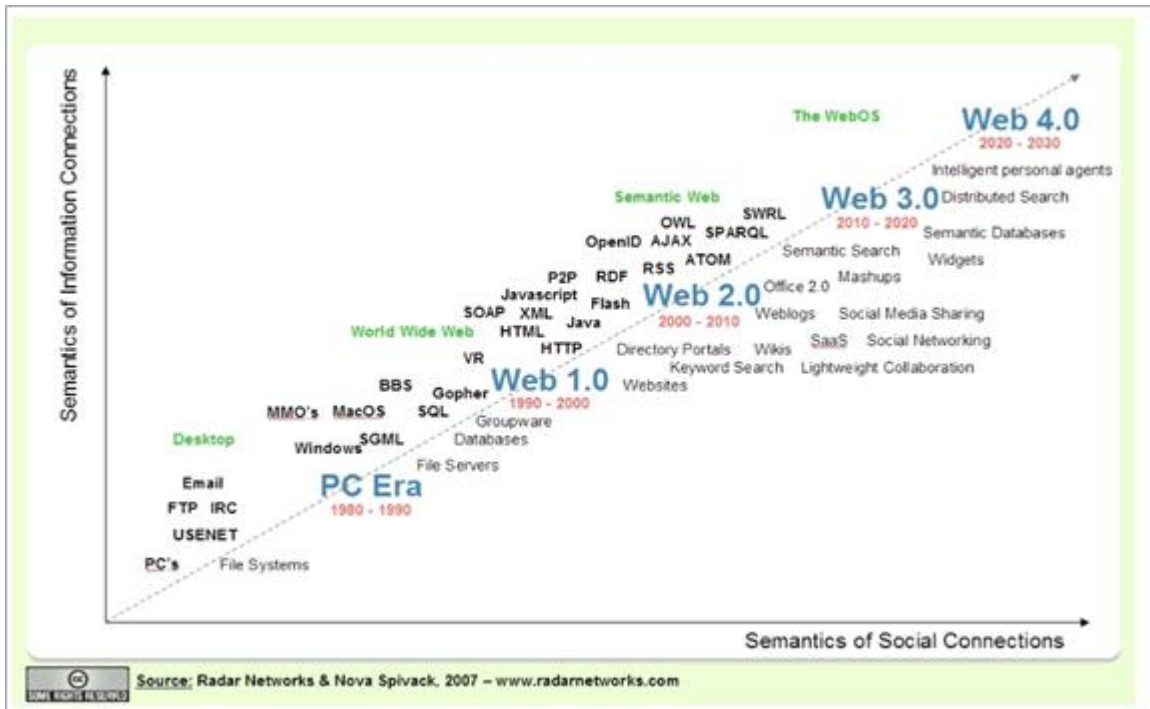 Semantics of Information Connections
The WebOS
Web 4.0
2020 - 2030
Intelligent personal agents
Semantic Web
Web 3.0
Distributed Search
2010 - 2020
SWRL
OWL
SPARQL
Semantic Databases
OpenID
AJAX
Semantic Search
Widgets
ATOM
RSS
P2P
RDF
Mashups
Office 2.0
Javascript
Flash
Web 2.0
2000 - 2010
SOAP
XML
Java
Weblogs
Social Media Sharing
World Wide Web
HTML
HTTP
SaaS
Social Networking
Directory Portals
Wikis
VR
Keyword Search
Lightweight Collaboration
Web 1.0
1990 - 2000
Websites
BBS
Gopher
MMO's
MacOS
SQL
Groupware
Desktop
Windows
SGML
Databases
File Servers
PC Era
1980 - 1990
Email
FTP
IRC
USENET
PC's
File Systems
Semantics of Social Connections
cc
SOME RIGHTS RESERVED
Source: Radar Networks & Nova Spivack, 2007 – www.radarnetworks.com